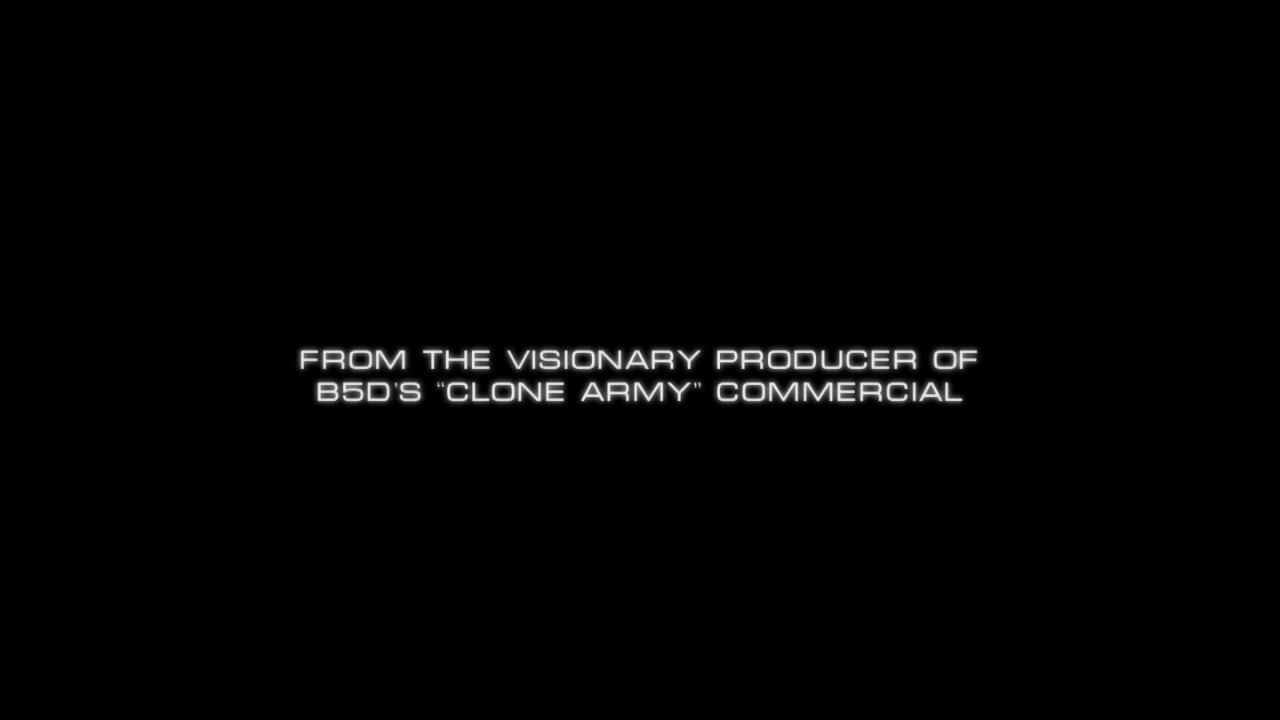 FROM THE VISIONARY PRODUCER OF
B5D'S “CLONE ARMY” COMMERCIAL